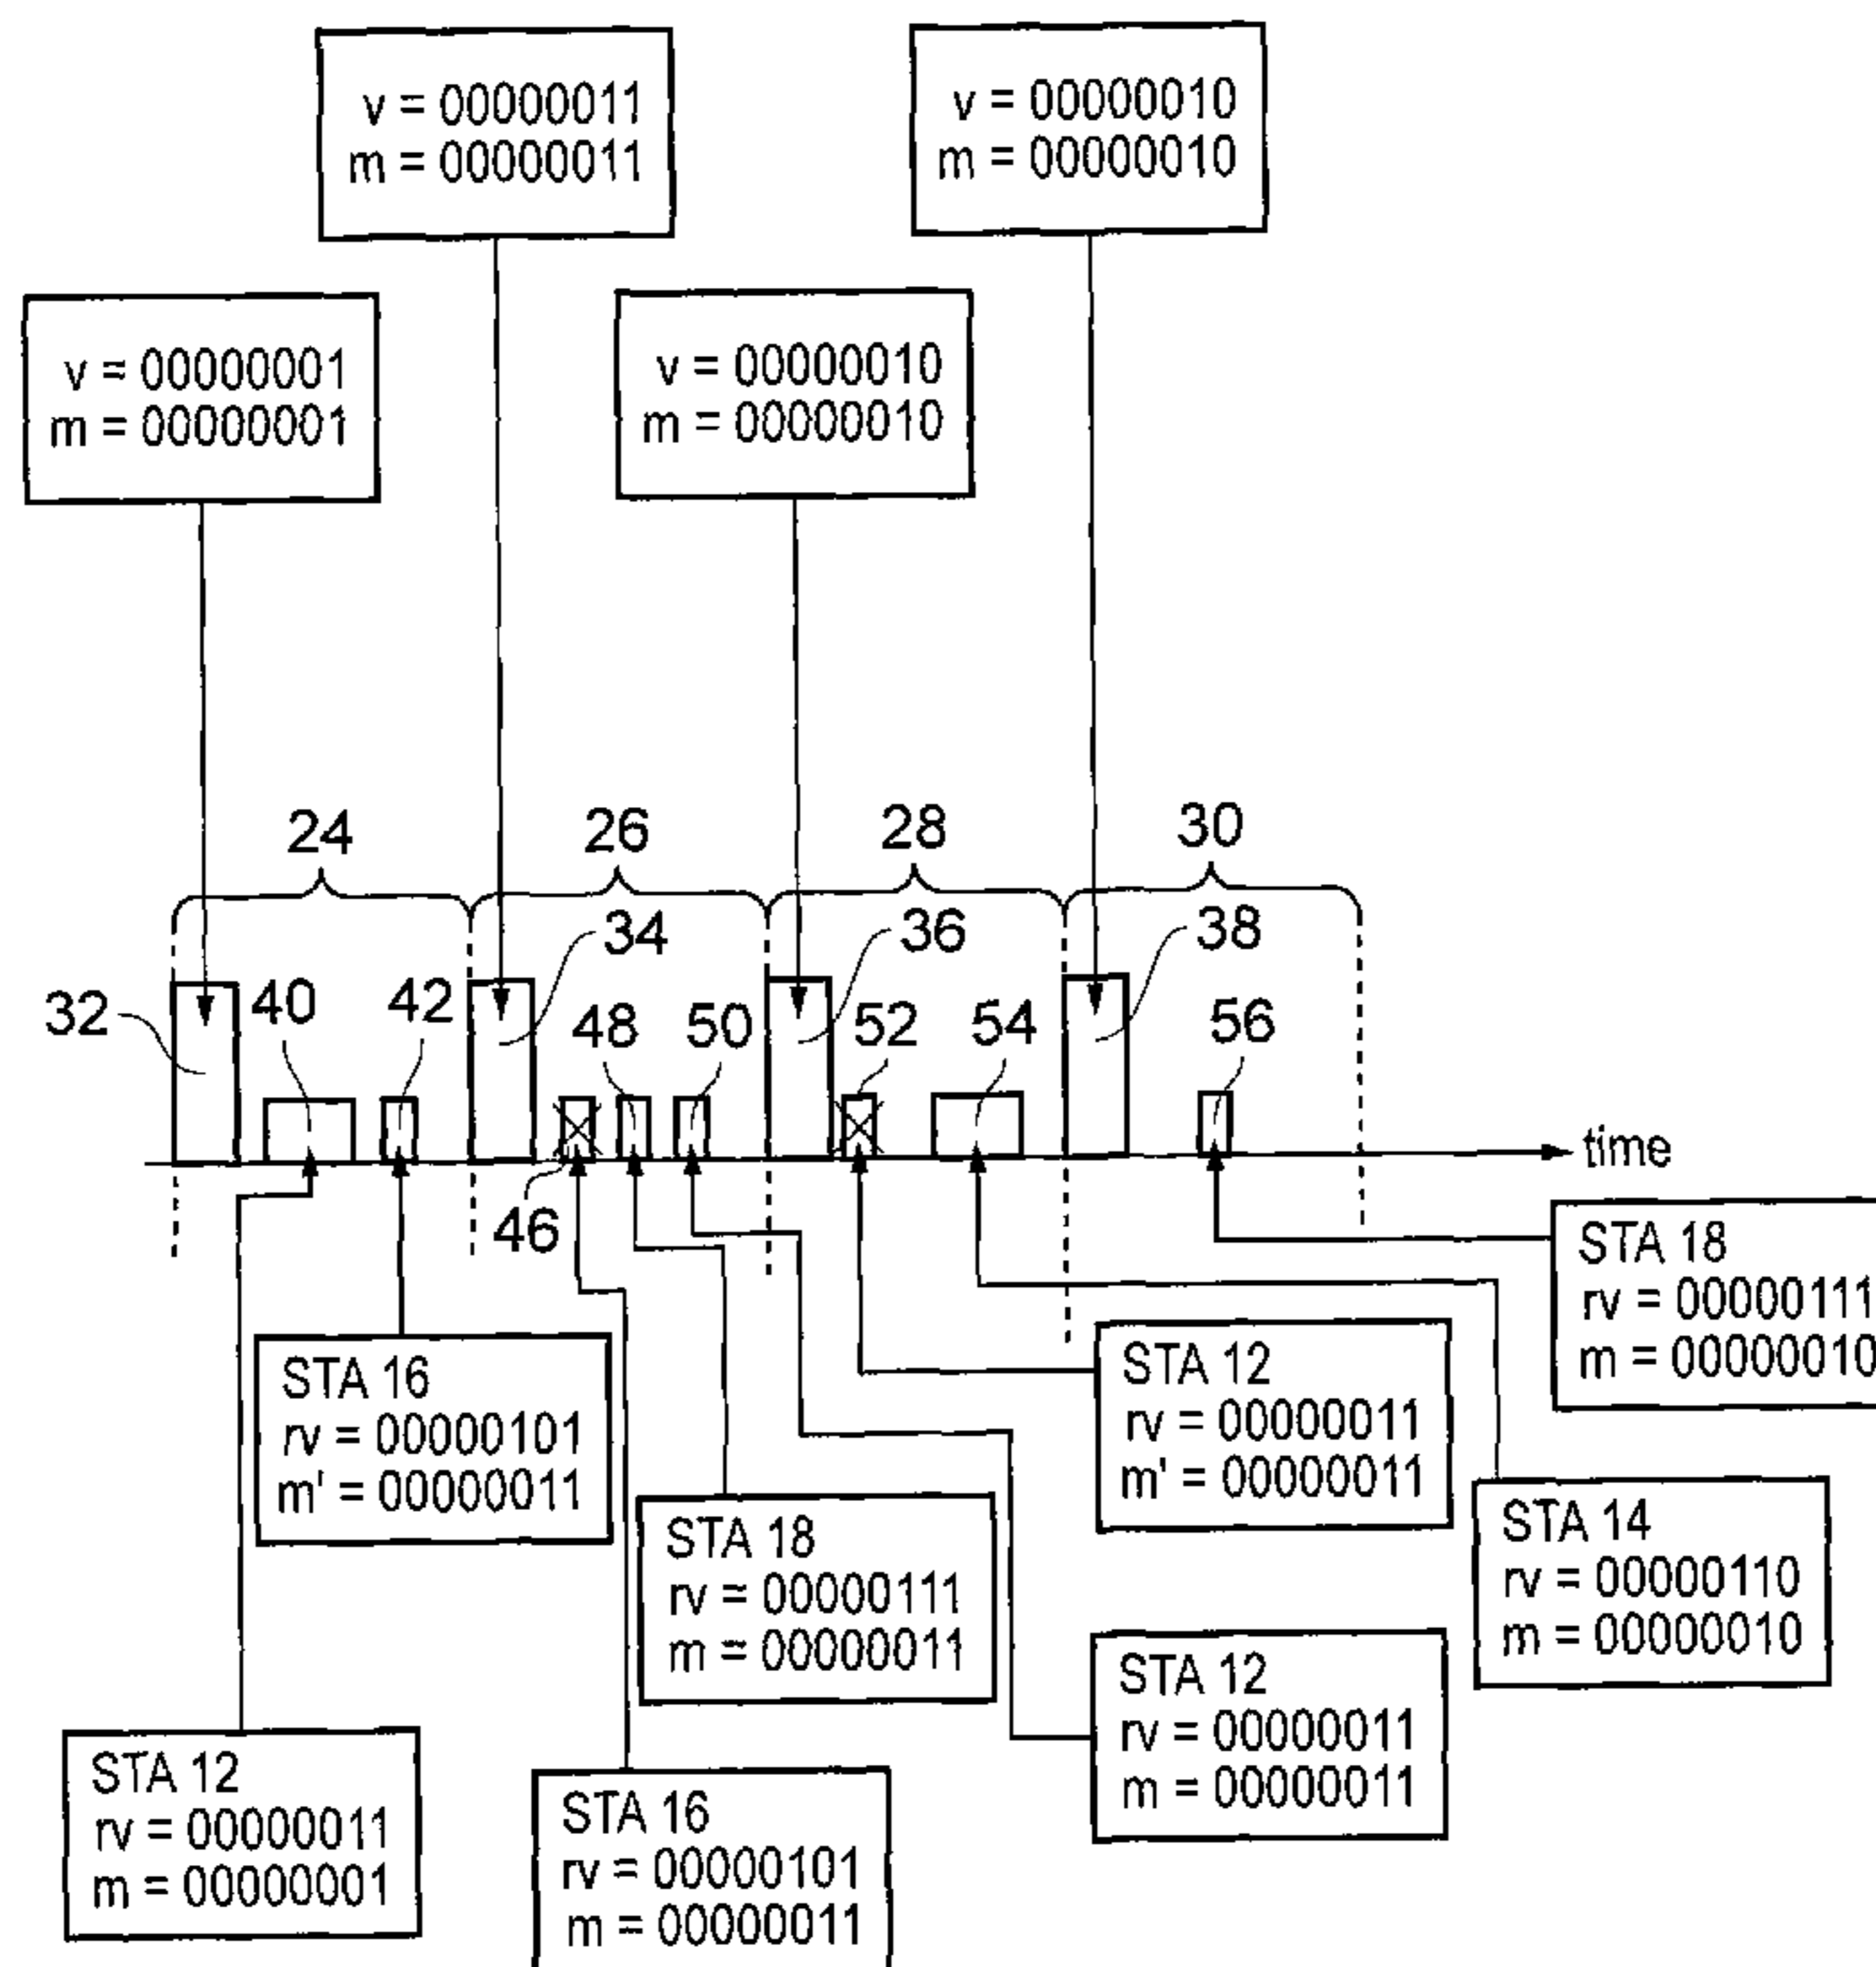 v = 00000011
m = 00000011
v = 00000010
m = 00000010
v = 00000001
m = 00000001
v = 00000010
m = 00000010
24
26
28
30
34
36
38
32
40
42
48
50
52
54
56
46
time
STA 18
rv = 00000111
m = 00000010
STA 16
rv = 00000101
m' = 00000011
STA 12
rv = 00000011
m' = 00000011
STA 18
rv = 00000111
m = 00000011
STA 14
rv = 00000110
m = 00000010
STA 12
rv = 00000011
m = 00000011
STA 12
rv = 00000011
m = 00000001
STA 16
rv = 00000101
m = 00000011